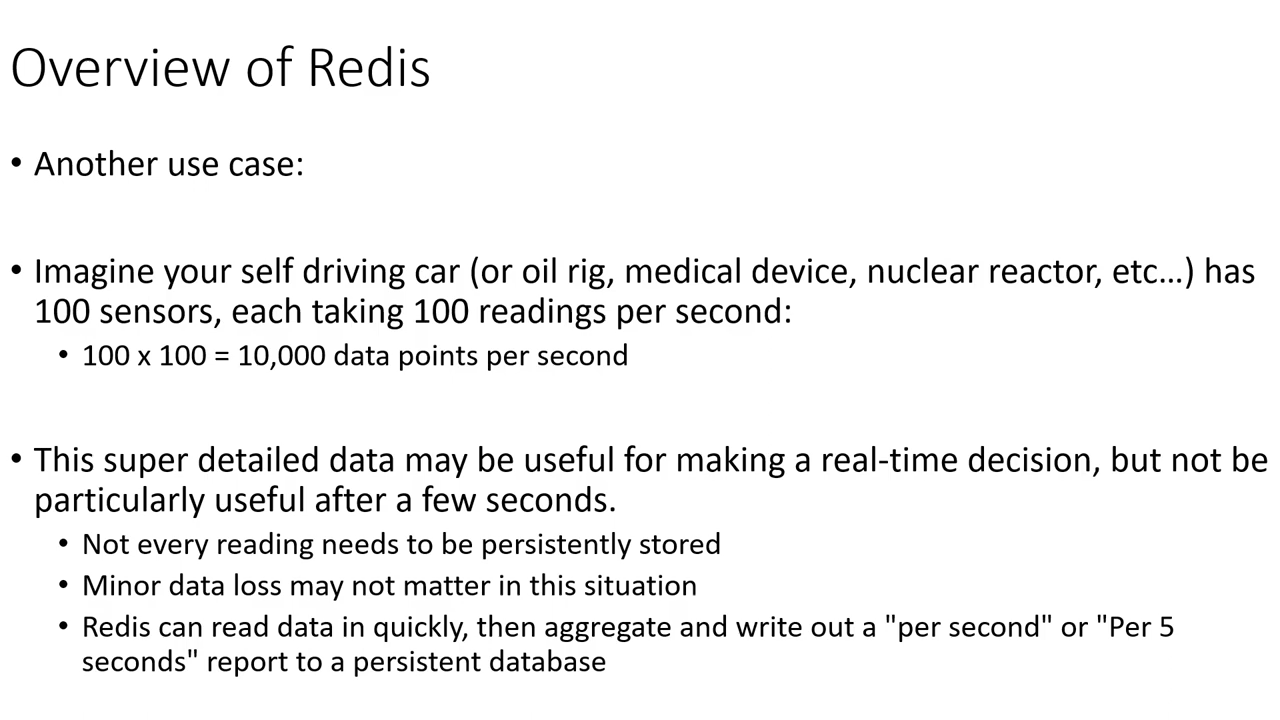 Overview of Redis
• Another use case:
• Imagine your self driving car (or oil rig, medical device, nuclear reactor, etc…) has
100 sensors, each taking 100 readings per second:
• 100 x 100 = 10,000 data points per second
• This super detailed data may be useful for making a real-time decision, but not be
particularly useful after a few seconds.
• Not every reading needs to be persistently stored
• Minor data loss may not matter in this situation
• Redis can read data in quickly, then aggregate and write out a "per second" or "Per 5
seconds" report to a persistent database